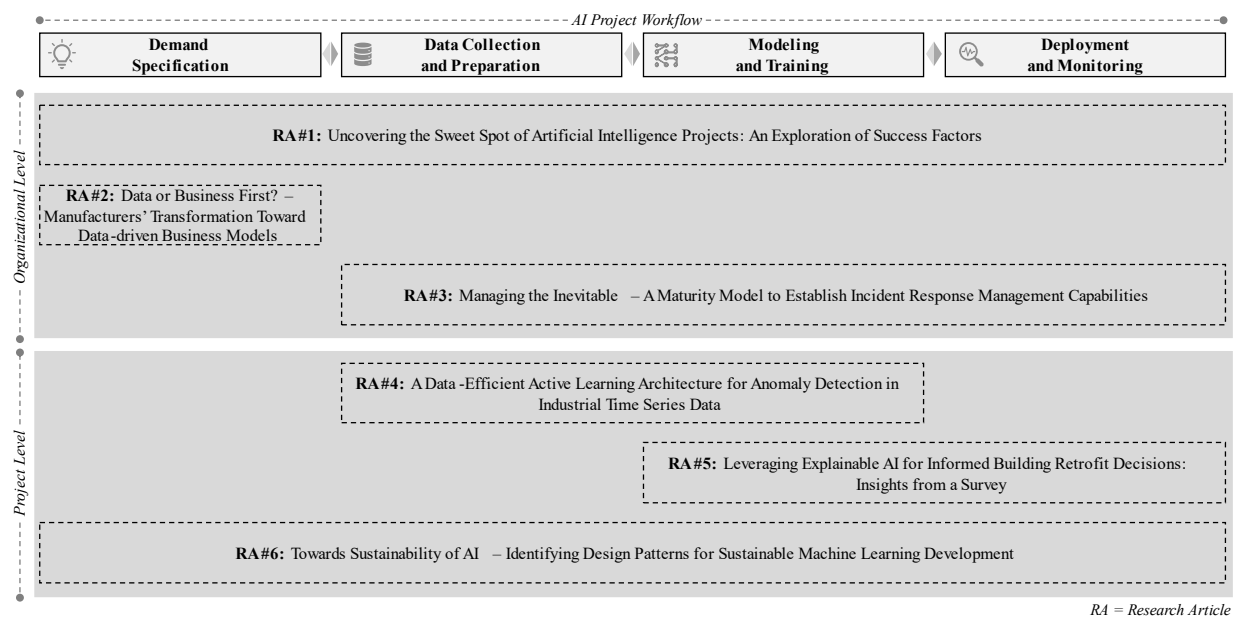 AI Project Workflow
Demand
Specification
Data Collection
and Preparation
Modeling
and Training
Deployment
and Monitoring
Organizational Level
RA#1: Uncovering the Sweet Spot of Artificial Intelligence Projects: An Exploration of Success Factors
RA#2: Data or Business First? –
Manufacturers' Transformation Toward
Data-driven Business Models
RA#3: Managing the Inevitable – A Maturity Model to Establish Incident Response Management Capabilities
Project Level
RA#4: A Data-Efficient Active Learning Architecture for Anomaly Detection in
Industrial Time Series Data
RA#5: Leveraging Explainable AI for Informed Building Retrofit Decisions:
Insights from a Survey
RA#6: Towards Sustainability of AI – Identifying Design Patterns for Sustainable Machine Learning Development
RA = Research Article